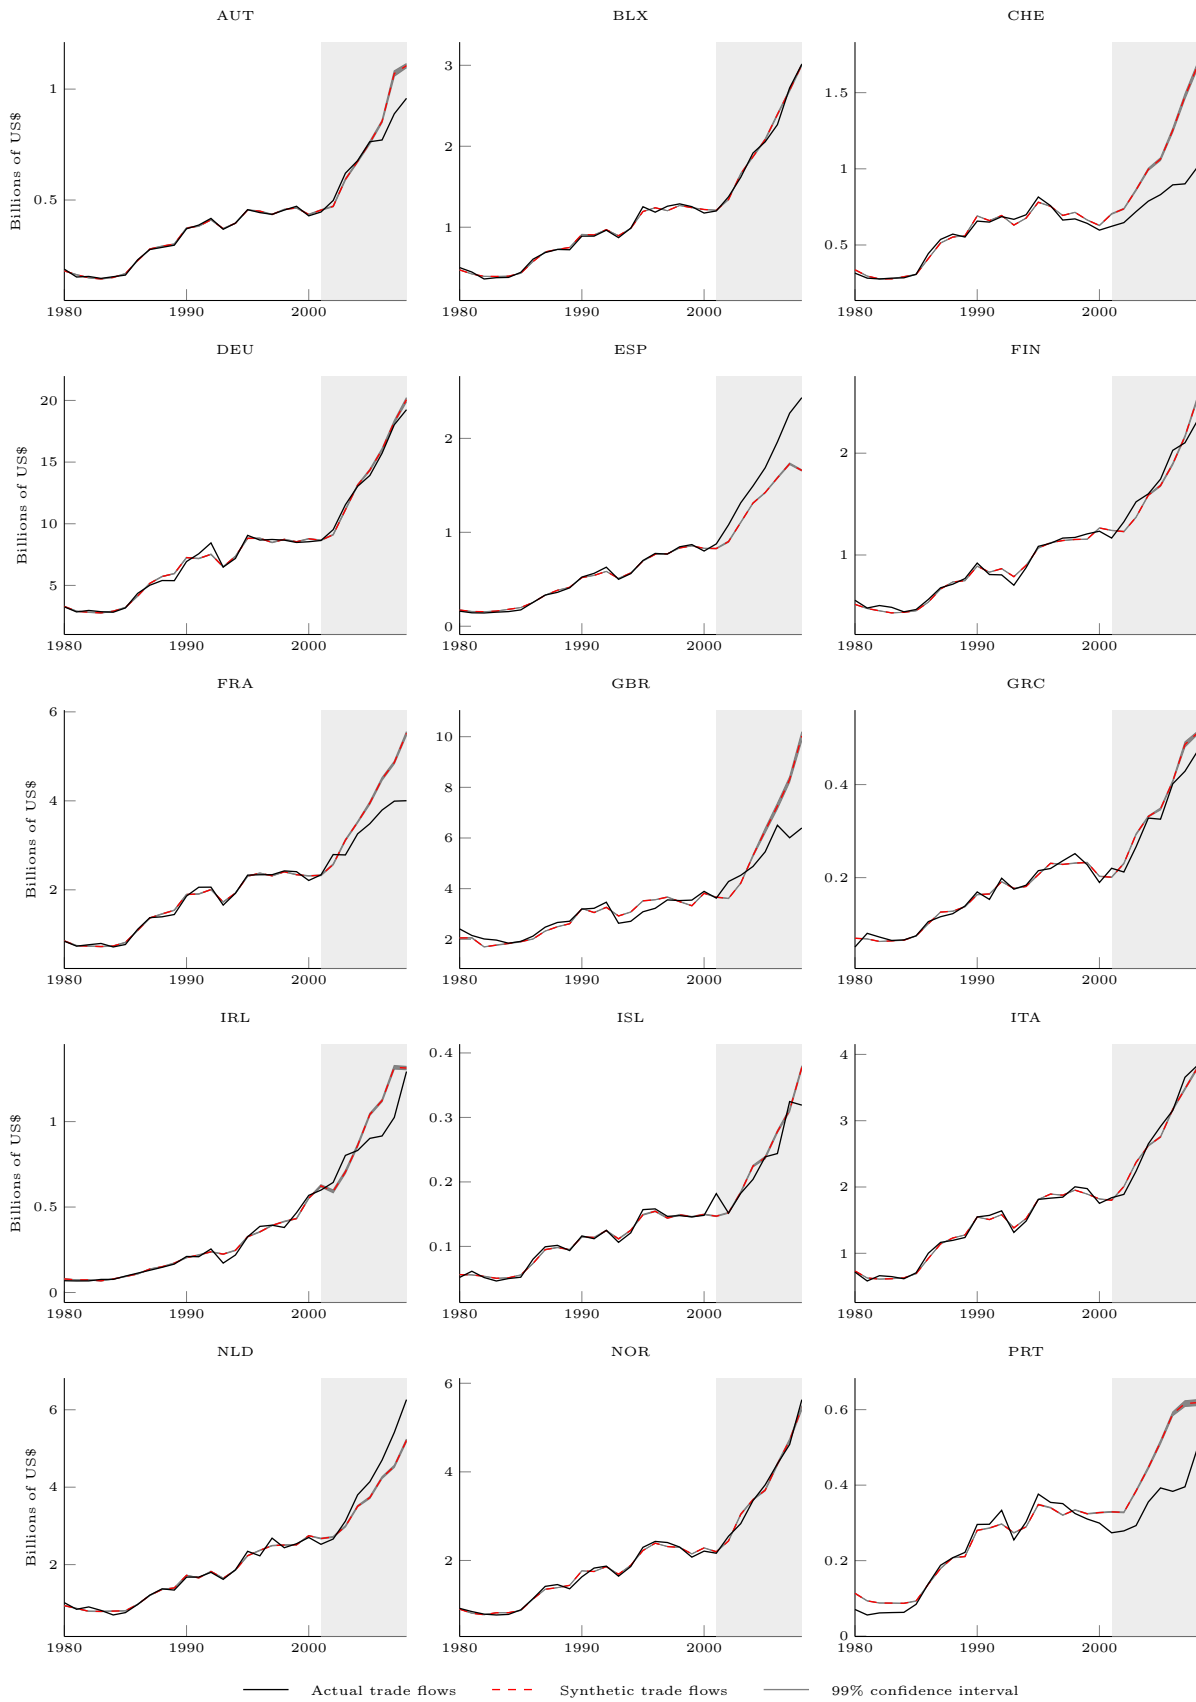 AUT BLX CHE
Billions of US$
1
0.5
1980 1990 2000
3
2
1
1980 1990 2000
1.5
1
0.5
1980 1990 2000
DEU ESP FIN
Billions of US$
20
15
10
5
1980 1990 2000
2
1
0
1980 1990 2000
2
1
1980 1990 2000
FRA GBR GRC
Billions of US$
6
4
2
1980 1990 2000
10
8
6
4
2
1980 1990 2000
0.4
0.2
1980 1990 2000
IRL ISL ITA
Billions of US$
1
0.5
0
1980 1990 2000
0.4
0.3
0.2
0.1
1980 1990 2000
4
3
2
1
1980 1990 2000
NLD NOR PRT
Billions of US$
6
4
2
1980 1990 2000
6
4
2
1980 1990 2000
0.6
0.4
0.2
0
1980 1990 2000
Actual trade flows Synthetic trade flows 99% confidence interval